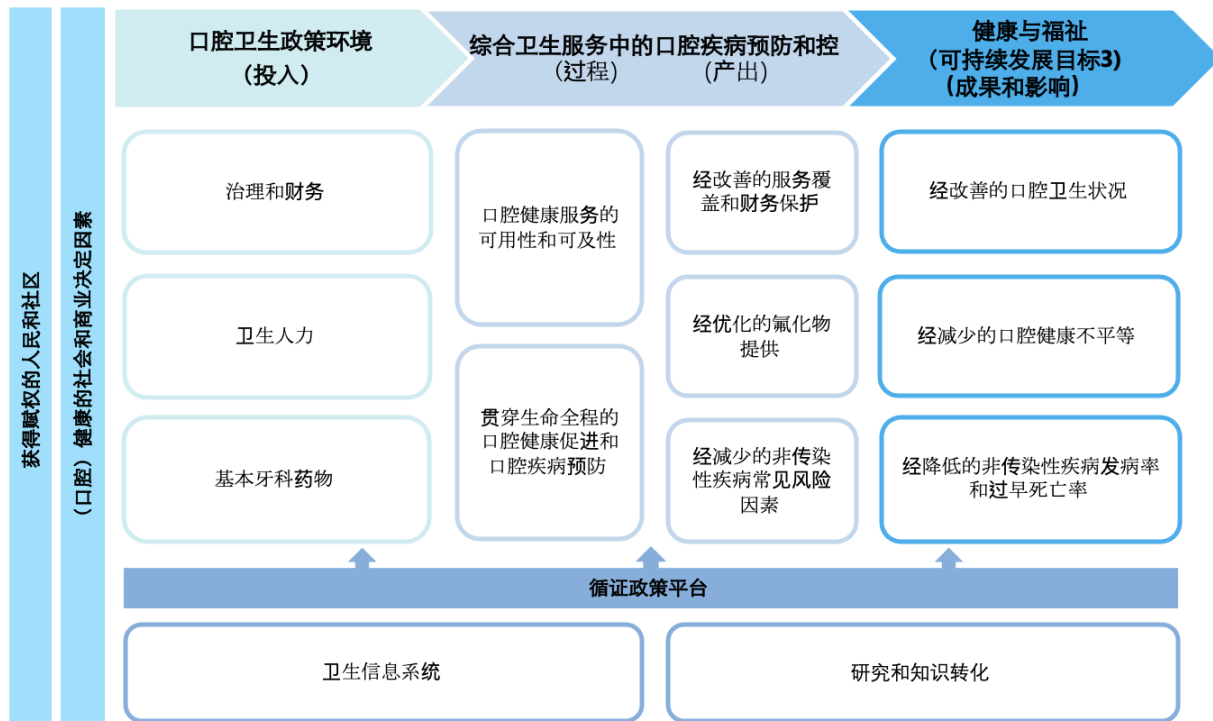 获得赋权的人民和社区
（口腔）健康的社会和商业决定因素
口腔卫生政策环境
（投入）
综合卫生服务中的口腔疾病预防和控
（过程）
（产出）
健康与福祉
（可持续发展目标3）
（成果和影响）
治理和财务
卫生人力
基本牙科药物
口腔健康服务的
可用性和可及性
贯穿生命全程的
口腔健康促进和
口腔疾病预防
经改善的服务覆
盖和财务保护
经优化的氟化物
提供
经减少的非传染
性疾病常见风险
因素
经改善的口腔卫生状况
经减少的口腔健康不平等
经降低的非传染性疾病发病率
和过早死亡率
循证政策平台
卫生信息系统
研究和知识转化